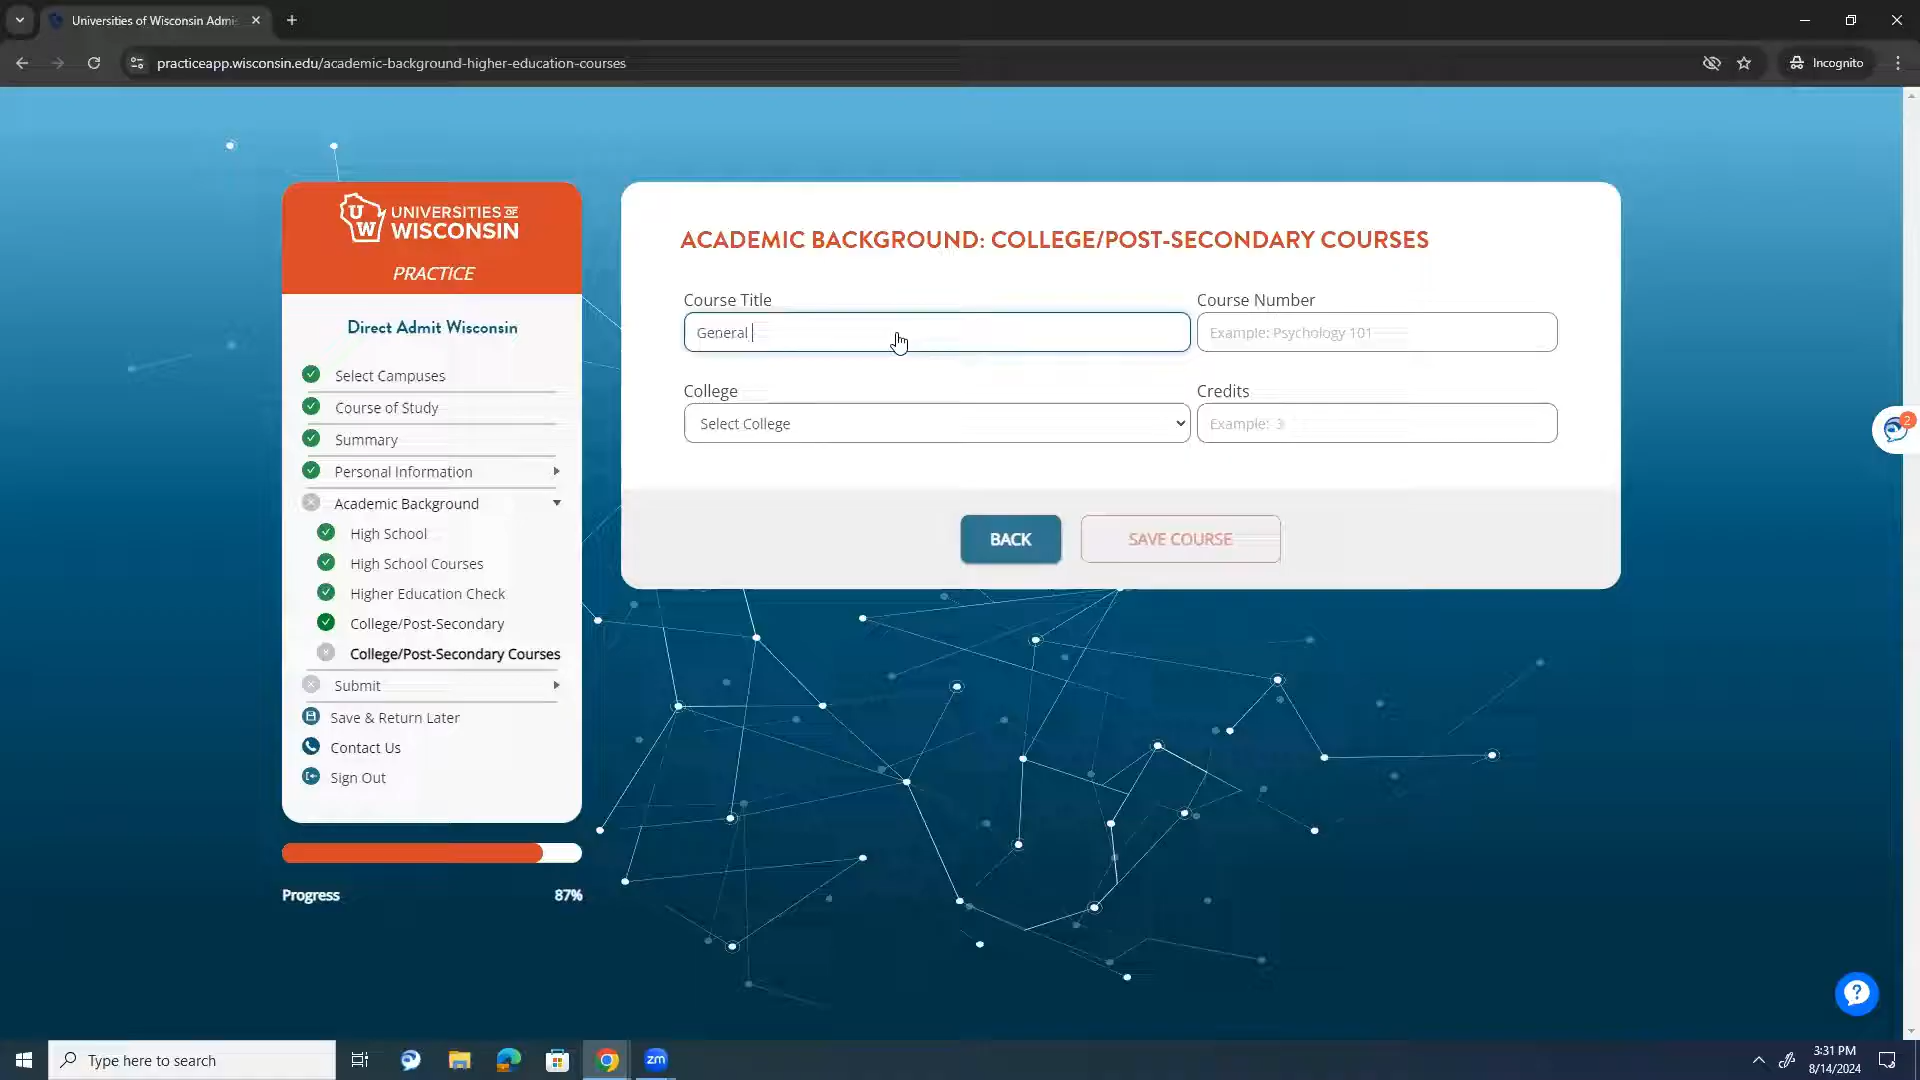 Universities of Wisconsin Admi
practiceapp.wisconsin.edu/academic-background-higher-education-courses
Incognito
UW
UNIVERSITIES OF
WISCONSIN
PRACTICE
Direct Admit Wisconsin
Select Campuses
Course of Study
Summary
Personal Information
Academic Background
High School
High School Courses
Higher Education Check
College/Post-Secondary
College/Post-Secondary Courses
Submit
Save & Return Later
Contact Us
Sign Out
Progress 87%
ACADEMIC BACKGROUND: COLLEGE/POST-SECONDARY COURSES
Course Title Course Number
General Example: Psychology 101
College Credits
Select College Example: 3
BACK SAVE COURSE
2
?
Type here to search
zm
3:31 PM
8/14/2024